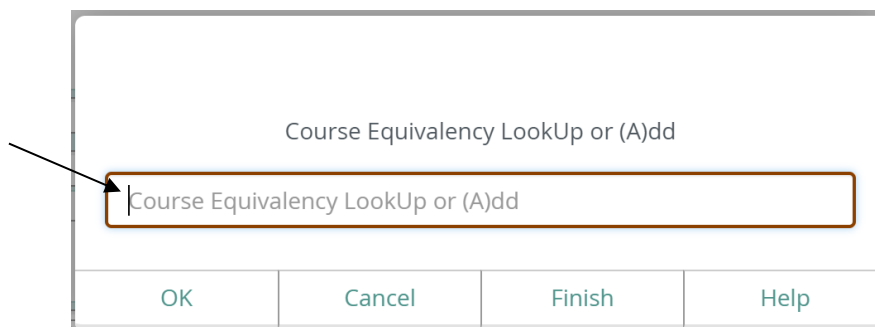 Course Equivalency LookUp or (A)dd
Course Equivalency LookUp or (A)dd
OK Cancel Finish Help